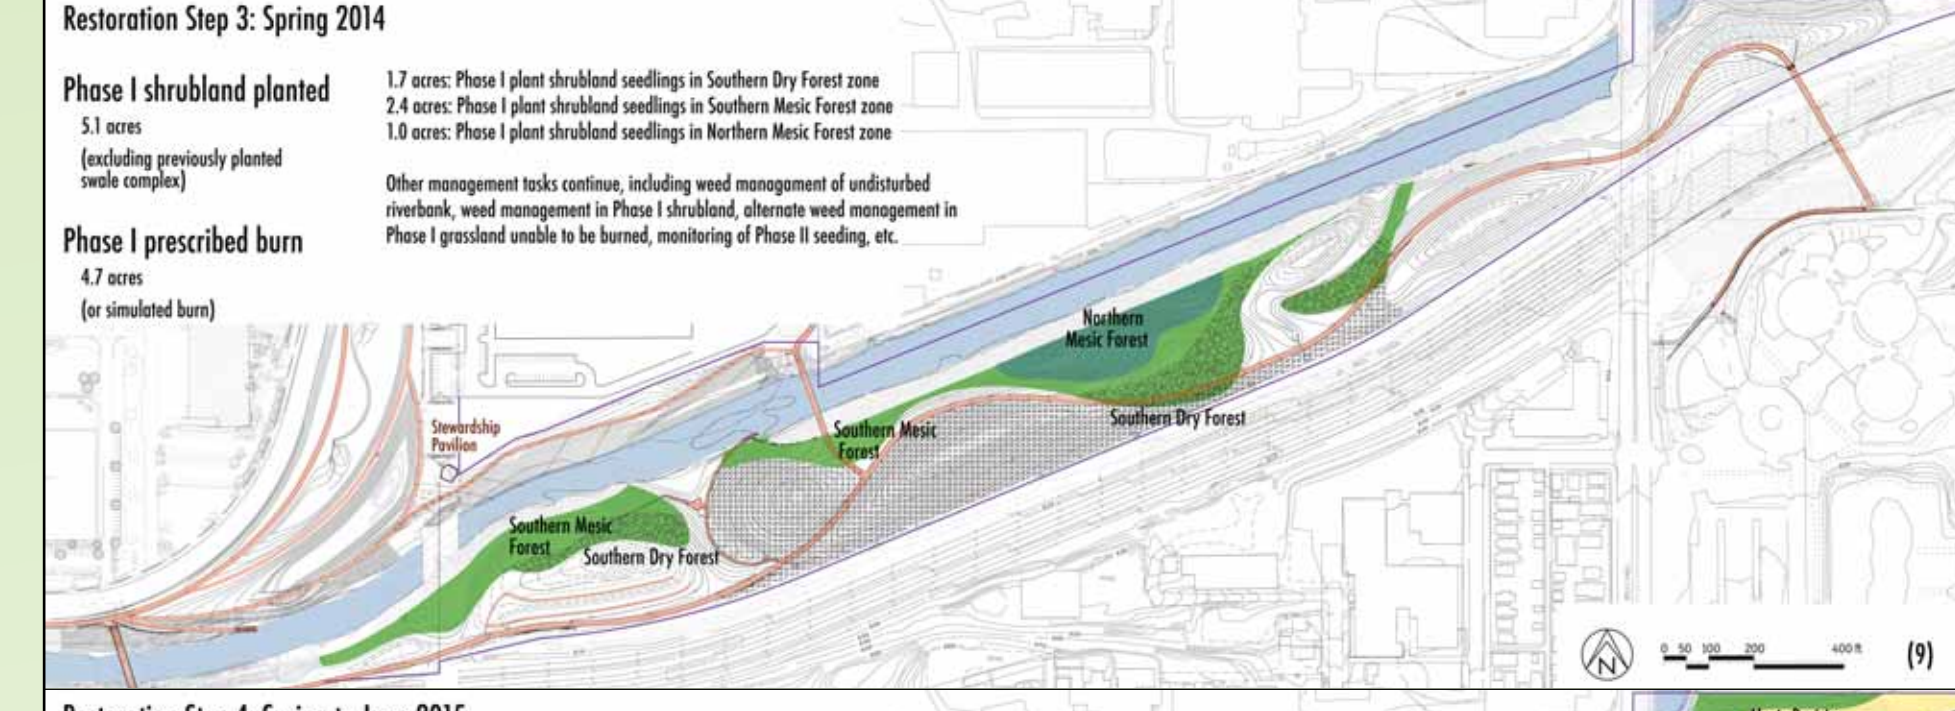 Restoration Step 3: Spring 2014
Phase I shrubland planted
5.1 acres
(excluding previously planted
swale complex)
Phase I prescribed burn
4.7 acres
(or simulated burn)
1.7 acres: Phase I plant shrubland seedlings in Southern Dry Forest zone
2.4 acres: Phase I plant shrubland seedlings in Southern Mesic Forest zone
1.0 acres: Phase I plant shrubland seedlings in Northern Mesic Forest zone
Other management tasks continue, including weed managament of undisturbed
riverbank, weed management in Phase I shrubland, alternate weed management in
Phase I grassland unable to be burned, monitoring of Phase II seeding, etc.
Northern
Mesic Forest
Southern Dry Forest
Southern Mesic
Forest
Stewardship
Pavilion
Southern Mesic
Forest
Southern Dry Forest
N
0 50 100 200 400 ft
(9)